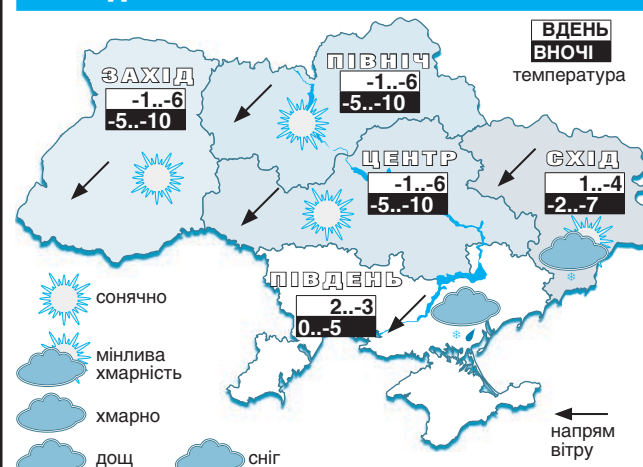 ВДЕНЬ
ВНОЧІ
температура
ЗАХІД
-1..-6
-5..-10
ПІВНІЧ
-1..-6
-5..-10
ЦЕНТР
-1..-6
-5..-10
СХІД
1..-4
-2..-7
ПІВДЕНЬ
2..-3
0..-5
сонячно
мінлива
хмарність
хмарно
дощ
сніг
напрям
вітру